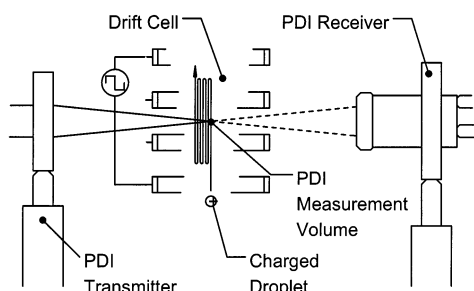 Drift Cell
PDI Receiver
PDI
Measurement
Volume
PDI
Transmitter
Charged
Droplet